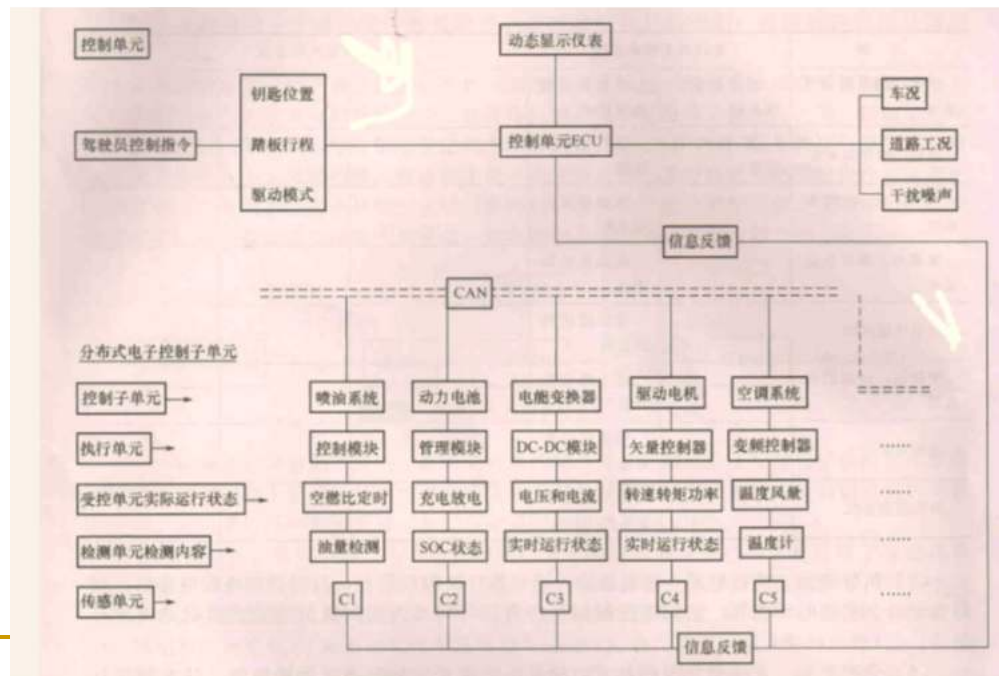 控制单元
动态显示仪表
钥匙位置
车况
驾驶员控制指令
踏板行程
控制单元ECU
道路工况
驱动模式
干扰噪声
信息反馈
CAN
分布式电子控制子单元
控制子单元
喷油系统
动力电池
电能变换器
驱动电机
空调系统
执行单元
控制模块
管理模块
DC-DC模块
矢量控制器
变频控制器
……
受控单元实际运行状态
空燃比定时
充电放电
电压和电流
转速转矩功率
温度风量
……
检测单元检测内容
油量检测
SOC状态
实时运行状态
实时运行状态
温度计
……
传感单元
C1
C2
C3
C4
C5
……
信息反馈